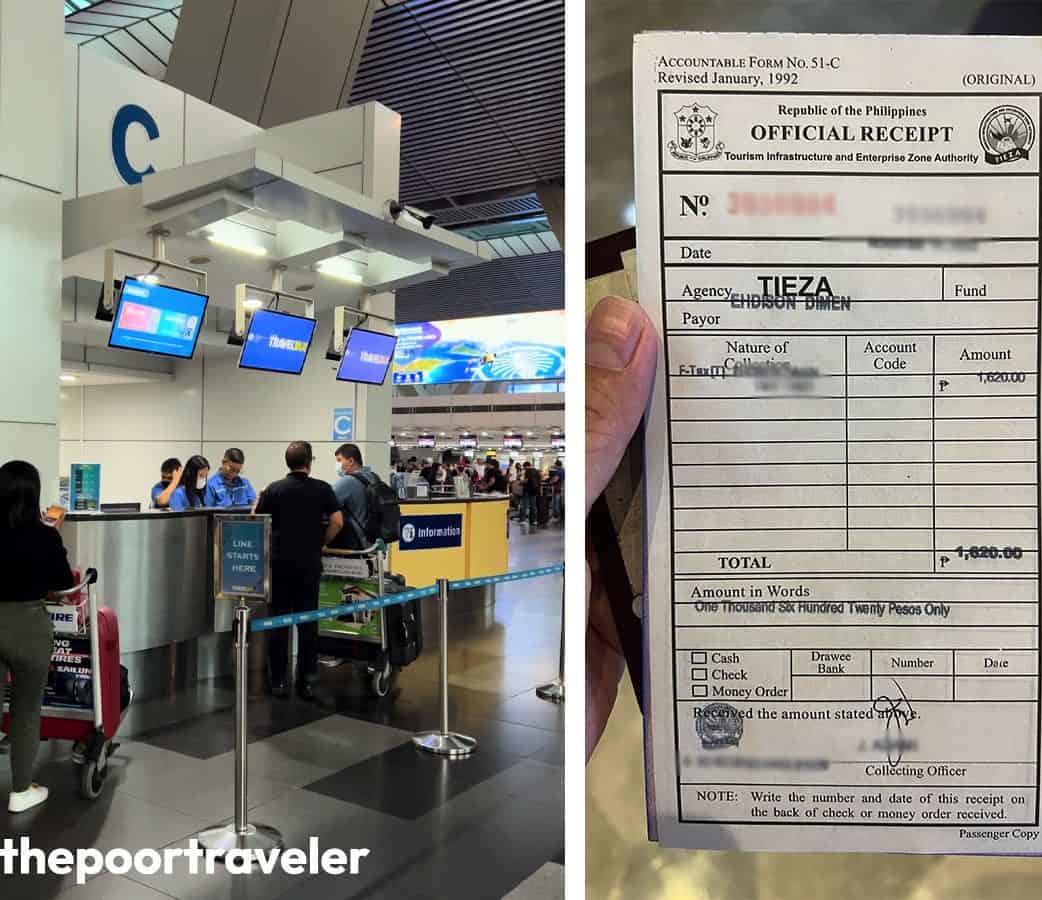 C
TRAVEL
C
Information
LINE
STARTS
HERE
thepoortraveler
ACCOUNTABLE FORM NO. 51-C
Revised January, 1992
(ORIGINAL)
Republic of the Philippines
OFFICIAL RECEIPT
Tourism Infrastructure and Enterprise Zone Authority
TIEZA
Nº
Date
Agency TIEZA
Fund
EHDISON DIMEN
Payor
Nature of
Collection
Account
Code
Amount
F-Tax[T]
₱ 1,620.00
TOTAL
₱ 1,620.00
Amount in Words
One Thousand Six Hundred Twenty Pesos Only
Cash
Check
Money Order
Drawee
Bank
Number
Date
Received the amount stated above.
Collecting Officer
NOTE: Write the number and date of this receipt on
the back of check or money order received.
Passenger Copy